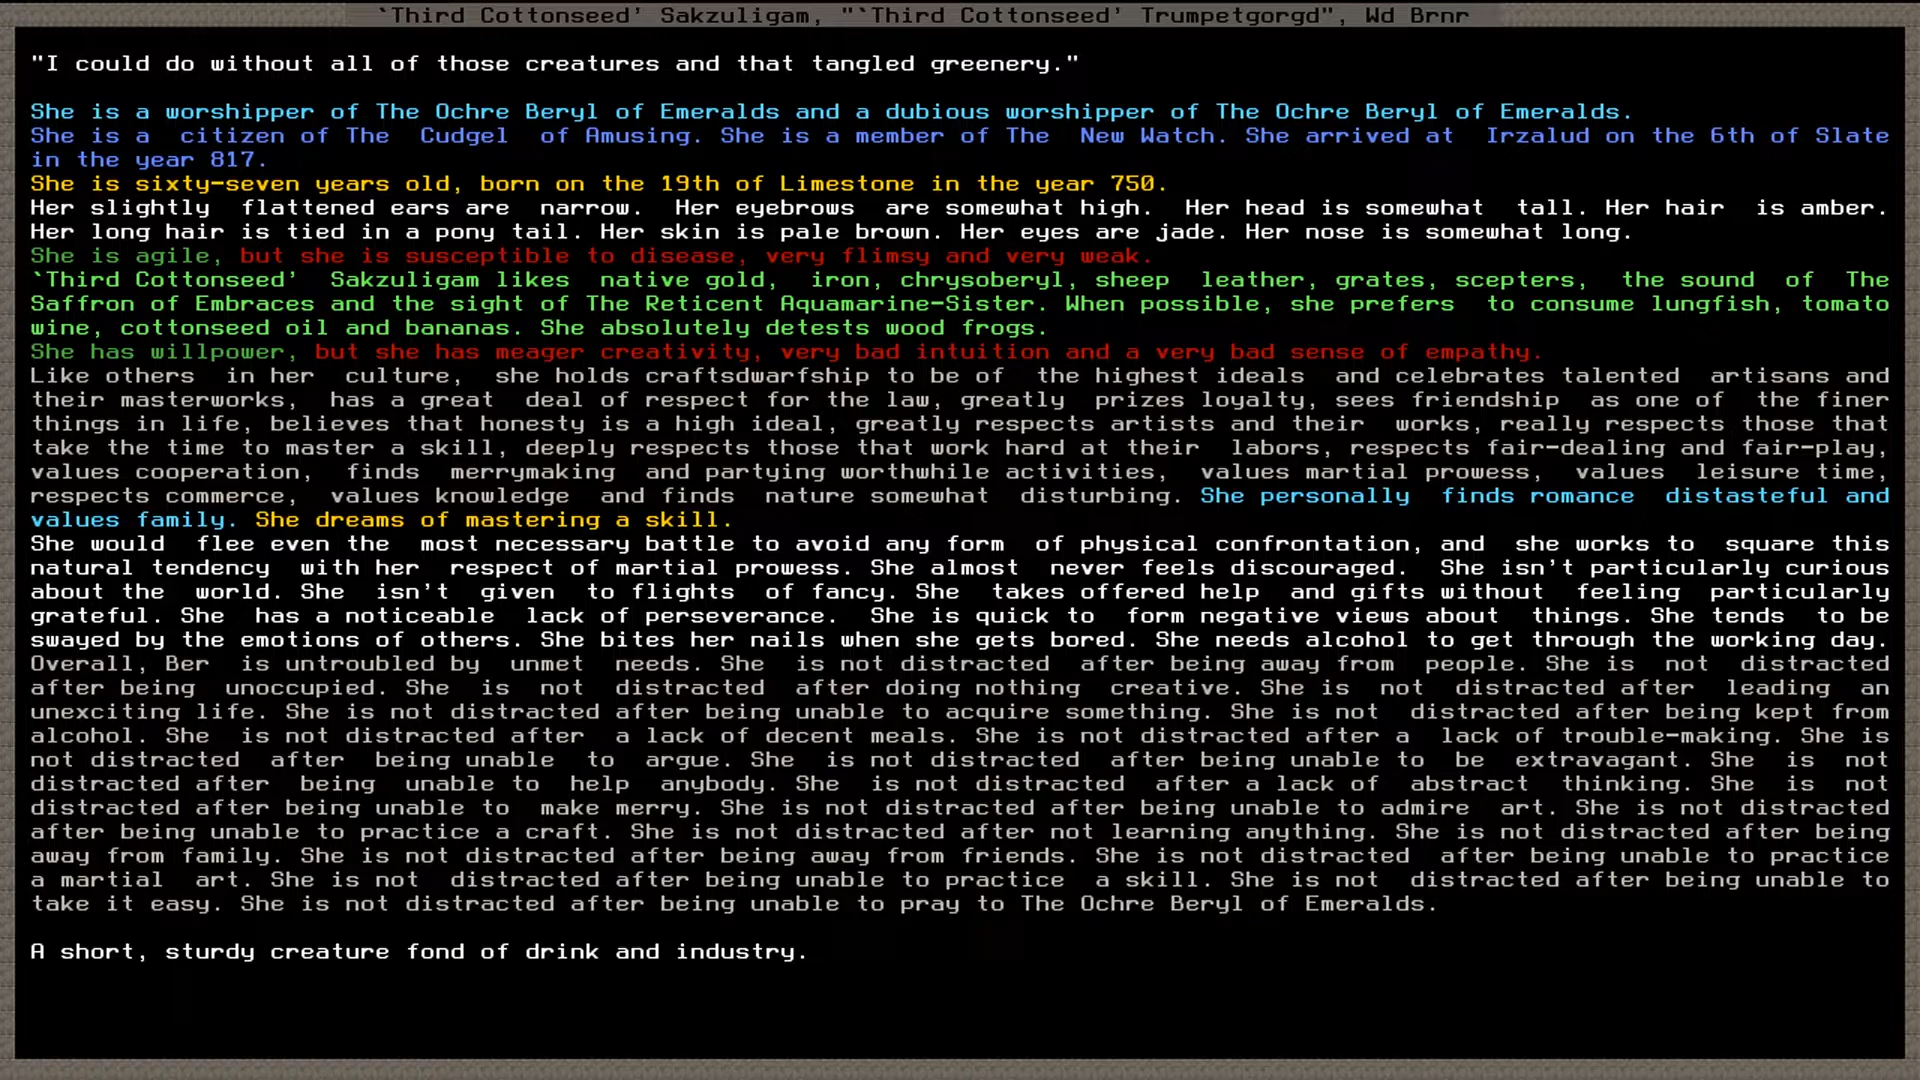 `Third Cottonseed' Sakzuligam, "`Third Cottonseed' Trumpetgorgd", Wd Brnr
"I could do without all of those creatures and that tangled greenery."
She is a worshipper of The Ochre Beryl of Emeralds and a dubious worshipper of The Ochre Beryl of Emeralds.
She is a citizen of The Cudgel of Amusing. She is a member of The New Watch. She arrived at Irzalud on the 6th of Slate
in the year 817.
She is sixty-seven years old, born on the 19th of Limestone in the year 750.
Her slightly flattened ears are narrow. Her eyebrows are somewhat high. Her head is somewhat tall. Her hair is amber.
Her long hair is tied in a pony tail. Her skin is pale brown. Her eyes are jade. Her nose is somewhat long.
She is agile, but she is susceptible to disease, very flimsy and very weak.
`Third Cottonseed' Sakzuligam likes native gold, iron, chrysoberyl, sheep leather, grates, scepters, the sound of The
Saffron of Embraces and the sight of The Reticent Aquamarine-Sister. When possible, she prefers to consume lungfish, tomato
wine, cottonseed oil and bananas. She absolutely detests wood frogs.
She has willpower, but she has meager creativity, very bad intuition and a very bad sense of empathy.
Like others in her culture, she holds craftsdwarfship to be of the highest ideals and celebrates talented artisans and
their masterworks, has a great deal of respect for the law, greatly prizes loyalty, sees friendship as one of the finer
things in life, believes that honesty is a high ideal, greatly respects artists and their works, really respects those that
take the time to master a skill, deeply respects those that work hard at their labors, respects fair-dealing and fair-play,
values cooperation, finds merrymaking and partying worthwhile activities, values martial prowess, values leisure time,
respects commerce, values knowledge and finds nature somewhat disturbing. She personally finds romance distasteful and
values family. She dreams of mastering a skill.
She would flee even the most necessary battle to avoid any form of physical confrontation, and she works to square this
natural tendency with her respect of martial prowess. She almost never feels discouraged. She isn't particularly curious
about the world. She isn't given to flights of fancy. She takes offered help and gifts without feeling particularly
grateful. She has a noticeable lack of perseverance. She is quick to form negative views about things. She tends to be
swayed by the emotions of others. She bites her nails when she gets bored. She needs alcohol to get through the working day.
Overall, Ber is untroubled by unmet needs. She is not distracted after being away from people. She is not distracted
after being unoccupied. She is not distracted after doing nothing creative. She is not distracted after leading an
unexciting life. She is not distracted after being unable to acquire something. She is not distracted after being kept from
alcohol. She is not distracted after a lack of decent meals. She is not distracted after a lack of trouble-making. She is
not distracted after being unable to argue. She is not distracted after being unable to be extravagant. She is not
distracted after being unable to help anybody. She is not distracted after a lack of abstract thinking. She is not
distracted after being unable to make merry. She is not distracted after being unable to admire art. She is not distracted
after being unable to practice a craft. She is not distracted after not learning anything. She is not distracted after being
away from family. She is not distracted after being away from friends. She is not distracted after being unable to practice
a martial art. She is not distracted after being unable to practice a skill. She is not distracted after being unable to
take it easy. She is not distracted after being unable to pray to The Ochre Beryl of Emeralds.
A short, sturdy creature fond of drink and industry.